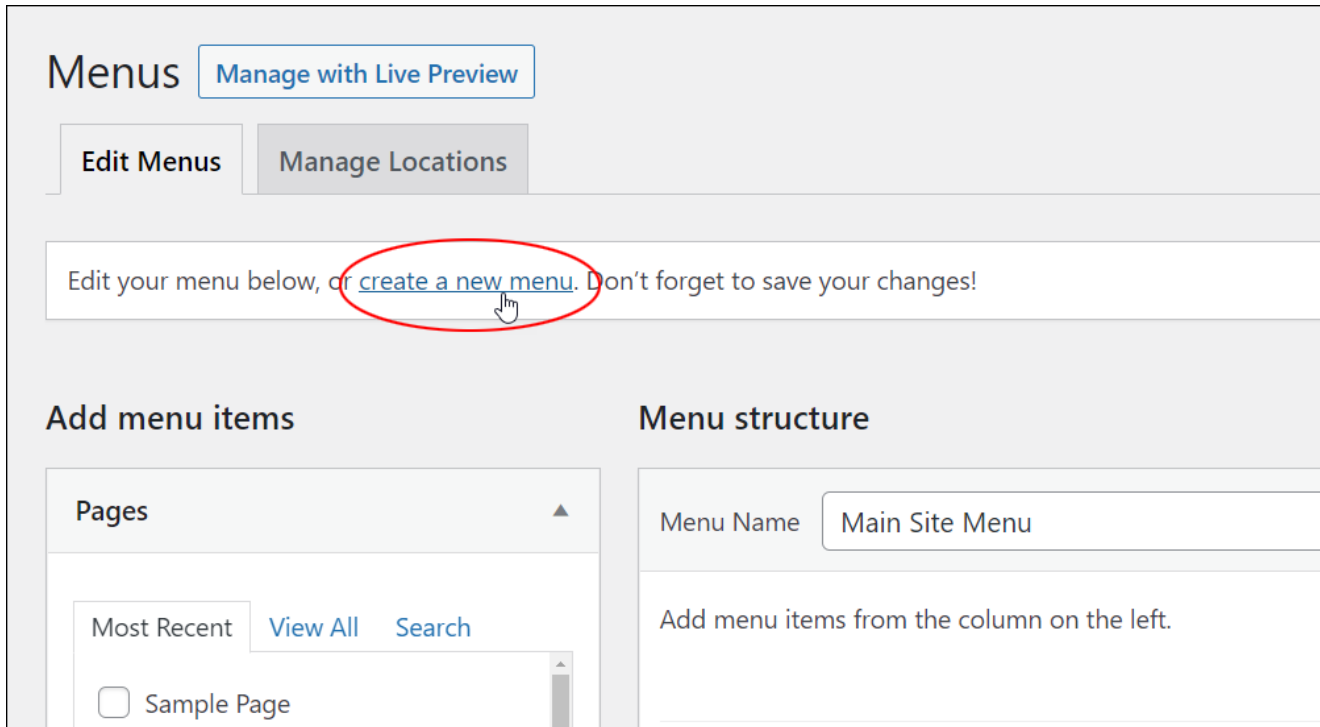 Menus Manage with Live Preview
Edit Menus Manage Locations
Edit your menu below, or create a new menu. Don’t forget to save your changes!
Add menu items
Pages
Most Recent View All Search
Sample Page
Menu structure
Menu Name Main Site Menu
Add menu items from the column on the left.